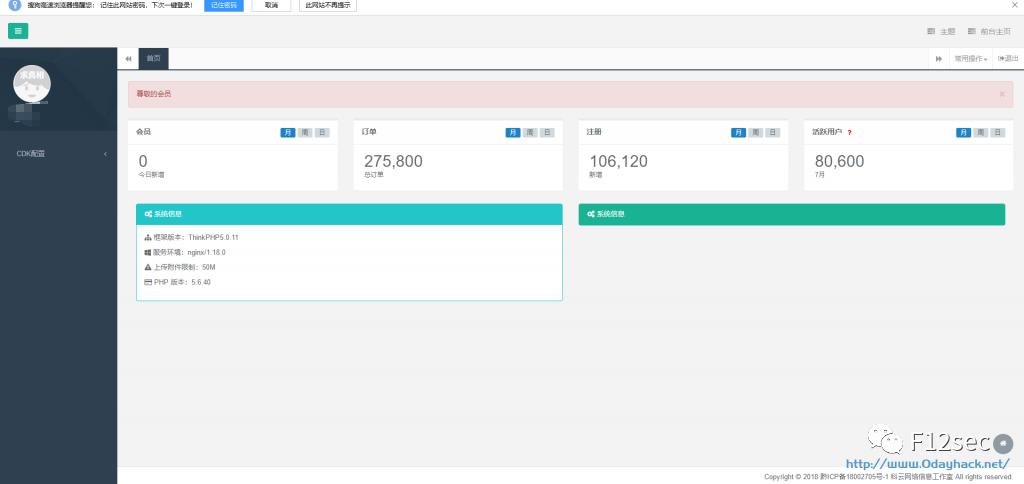 搜狗高速浏览器提醒您： 记住此网站密码，下次一键登录！ 记住密码 取消 此网站不再提示
主题 前台主页
首页 常用操作 退出
求真相
尊敬的会员
CDK配置
会员 月 周 日
0
今日新增
订单 月 周 日
275,800
总订单
注册 月 周 日
106,120
新增
活跃用户 ? 月 周 日
80,600
7月
系统信息
框架版本：ThinkPHP5.0.11
服务环境：nginx/1.18.0
上传附件限制：50M
PHP 版本：5.6.40
系统信息
F12sec
http://www.0dayhack.net/
Copyright © 2018 黔ICP备18002705号-1 科云网络信息工作室 All rights reserved.